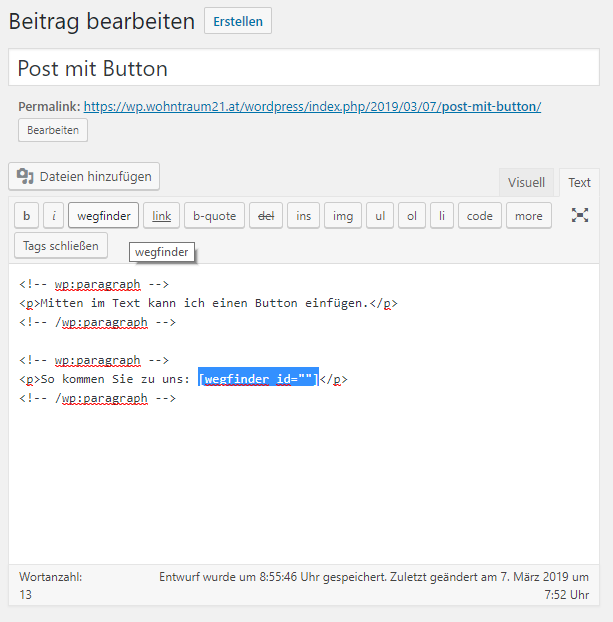 Beitrag bearbeiten Erstellen
Post mit Button
Permalink: https://wp.wohntraum21.at/wordpress/index.php/2019/03/07/post-mit-button/
Bearbeiten
Dateien hinzufügen
Visuell Text
b i wegfinder link b-quote del ins img ul ol li code more
Tags schließen
wegfinder
<!-- wp:paragraph -->
<p>Mitten im Text kann ich einen Button einfügen.</p>
<!-- /wp:paragraph -->
<!-- wp:paragraph -->
<p>So kommen Sie zu uns: [wegfinder id=""]</p>
<!-- /wp:paragraph -->
Wortanzahl: Entwurf wurde um 8:55:46 Uhr gespeichert. Zuletzt geändert am 7. März 2019 um
13 7:52 Uhr